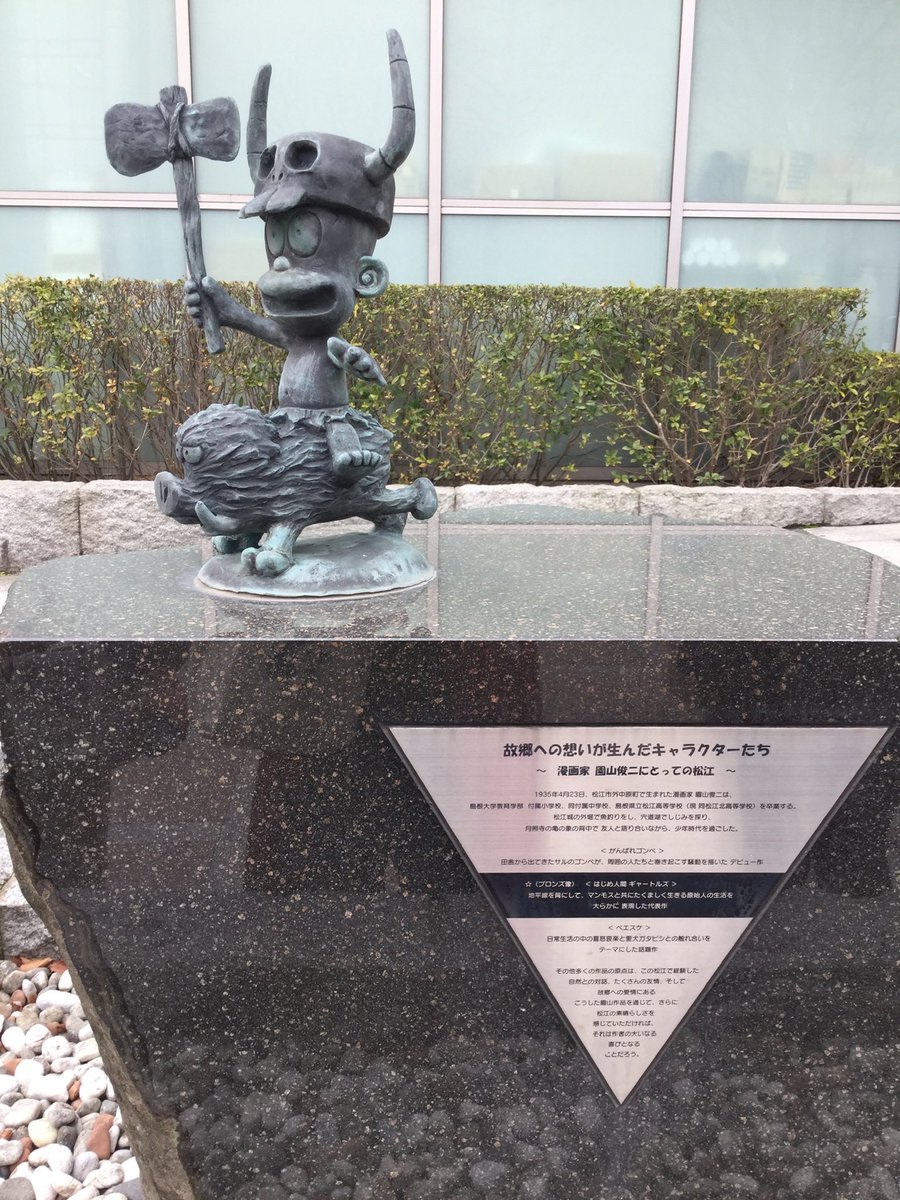 故郷への想いが生んだキャラクターたち
～ 漫画家 園山俊二にとっての松江 ～
1935年4月23日、松江市外中原町で生まれた漫画家 園山俊二は、
島根大学教育学部 付属小学校、同付属中学校、島根県立松江高等学校(現 同松江北高等学校)を卒業する。
松江城の外堀で魚釣りをし、宍道湖でしじみを採り、
月照寺の亀の象の背中で 友人と語り合いながら、少年時代を過ごした。
＜がんばれゴンベ＞
田舎から出てきたサルのゴンベが、周囲の人たちと巻き起こす騒動を描いた デビュー作
☆(ブロンズ像) ＜はじめ人間 ギャートルズ＞
地平線を背にして、マンモスと共にたくましく生きる原始人の生活を
大らかに 表現した代表作
＜ペエスケ＞
日常生活の中の喜怒哀楽と愛犬ガタピシとの触れ合いを
テーマにした話題作
その他多くの作品の原点は、この松江で経験した
自然との対話、たくさんの友情、そして
故郷への愛情にある
こうした園山作品を通じて、さらに
松江の素晴らしさを
感じていただければ、
それは作者の大いなる
喜びとなる
ことだろう。